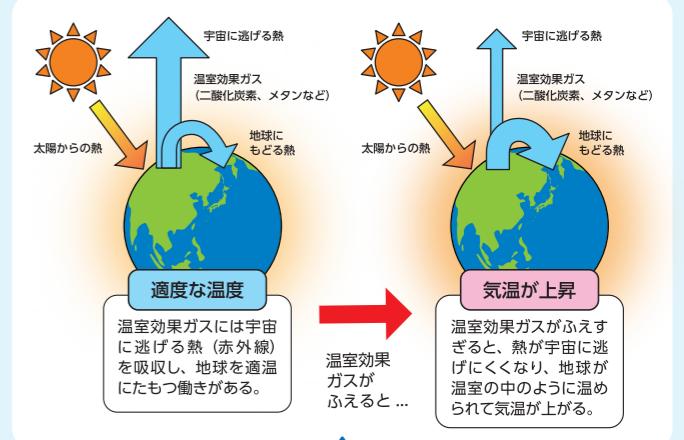 宇宙に逃げる熱
温室効果ガス
(二酸化炭素、メタンなど)
太陽からの熱
地球に
もどる熱
適度な温度
温室効果ガスには宇宙
に逃げる熱(赤外線)
を吸収し、地球を適温
にたもつ働きがある。
温室効果
ガスが
ふえると ...
宇宙に逃げる熱
温室効果ガス
(二酸化炭素、メタンなど)
太陽からの熱
地球に
もどる熱
気温が上昇
温室効果ガスがふえす
ぎると、熱が宇宙に逃
げにくくなり、地球が
温室の中のように温め
られて気温が上がる。